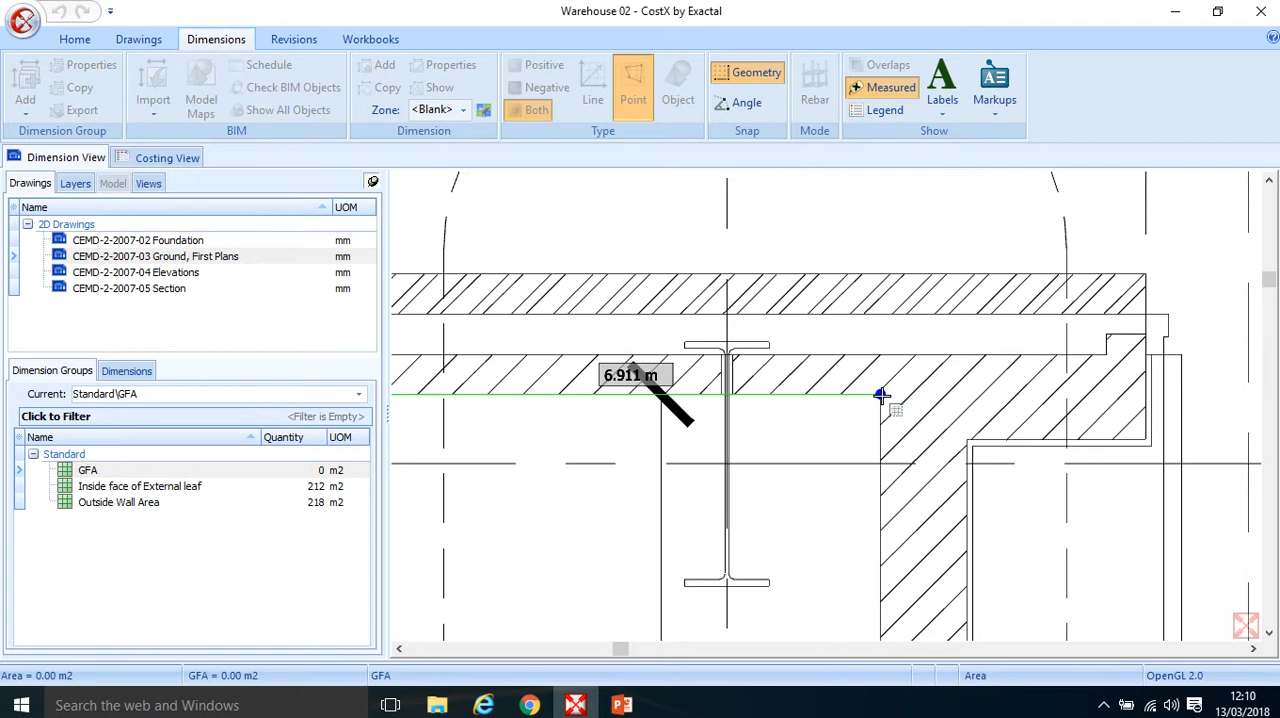 Warehouse 02 - CostX by Exactal
Home Drawings Dimensions Revisions Workbooks
Add
Properties
Copy
Export
Dimension Group
Import
Model Maps
Schedule
Check BIM Objects
Show All Objects
BIM
Add Properties
Copy Show
Zone: <Blank>
Dimension
Positive
Negative
Both
Line
Point
Object
Type
Geometry
Angle
Snap
Rebar
Mode
Overlaps
Measured
Legend
Labels
Markups
Show
Dimension View Costing View
Drawings Layers Model Views
Name UOM
2D Drawings
CEMD-2-2007-02 Foundation mm
CEMD-2-2007-03 Ground, First Plans mm
CEMD-2-2007-04 Elevations mm
CEMD-2-2007-05 Section mm
Dimension Groups Dimensions
Current: Standard\GFA
Click to Filter <Filter is Empty>
Name Quantity UOM
Standard
GFA 0 m2
Inside face of External leaf 212 m2
Outside Wall Area 218 m2
6.911 m
Area = 0.00 m2 GFA = 0.00 m2 GFA Area OpenGL 2.0
Search the web and Windows
12:10
13/03/2018